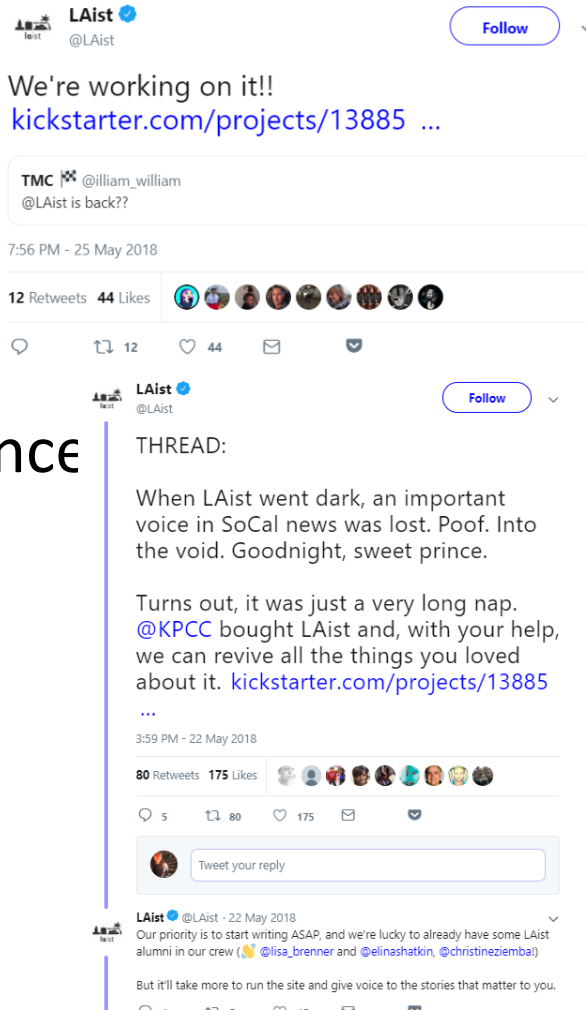 LAist
@LAist
Follow
We're working on it!!
kickstarter.com/projects/13885 ...
TMC @illiam_william
@LAist is back??
7:56 PM - 25 May 2018
12 Retweets 44 Likes
12 44
LAist
@LAist
Follow
nce
THREAD:
When LAist went dark, an important
voice in SoCal news was lost. Poof. Into
the void. Goodnight, sweet prince.
Turns out, it was just a very long nap.
@KPCC bought LAist and, with your help,
we can revive all the things you loved
about it. kickstarter.com/projects/13885
...
3:59 PM - 22 May 2018
80 Retweets 175 Likes
5 80 175
Tweet your reply
LAist @LAist · 22 May 2018
Our priority is to start writing ASAP, and we're lucky to already have some LAist
alumni in our crew (👋 @lisa_brenner and @elinashatkin, @christineziemba!)
But it'll take more to run the site and give voice to the stories that matter to you.